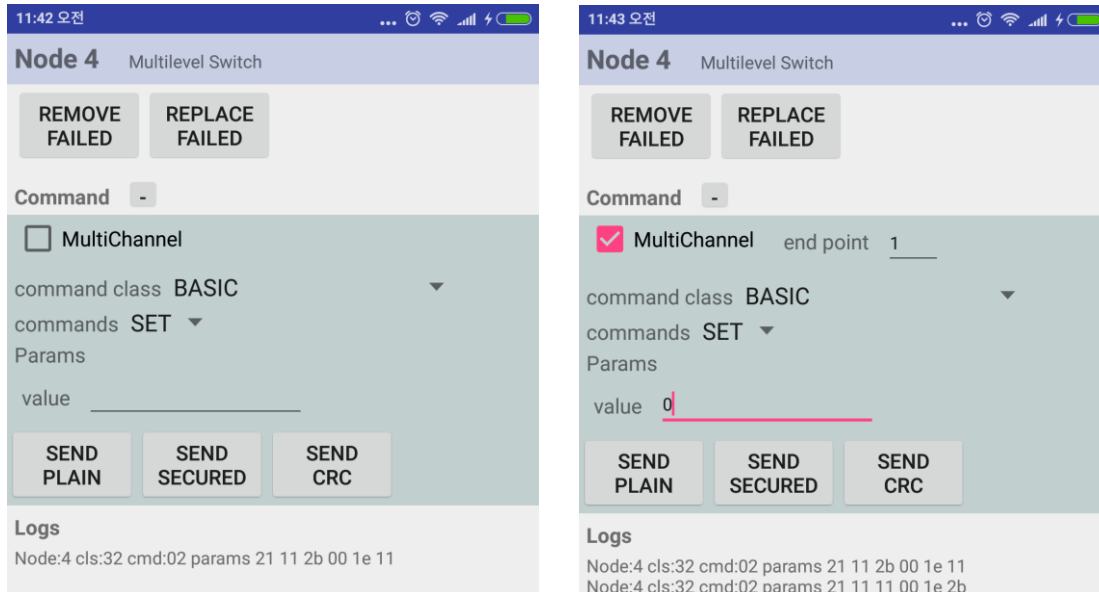 11:42 오전
...
Node 4 Multilevel Switch
REMOVE FAILED
REPLACE FAILED
Command -
MultiChannel
command class BASIC
commands SET
Params
value
SEND PLAIN
SEND SECURED
SEND CRC
Logs
Node:4 cls:32 cmd:02 params 21 11 2b 00 1e 11
11:43 오전
...
Node 4 Multilevel Switch
REMOVE FAILED
REPLACE FAILED
Command -
MultiChannel end point 1
command class BASIC
commands SET
Params
value 0
SEND PLAIN
SEND SECURED
SEND CRC
Logs
Node:4 cls:32 cmd:02 params 21 11 2b 00 1e 11
Node:4 cls:32 cmd:02 params 21 11 11 00 1e 2b